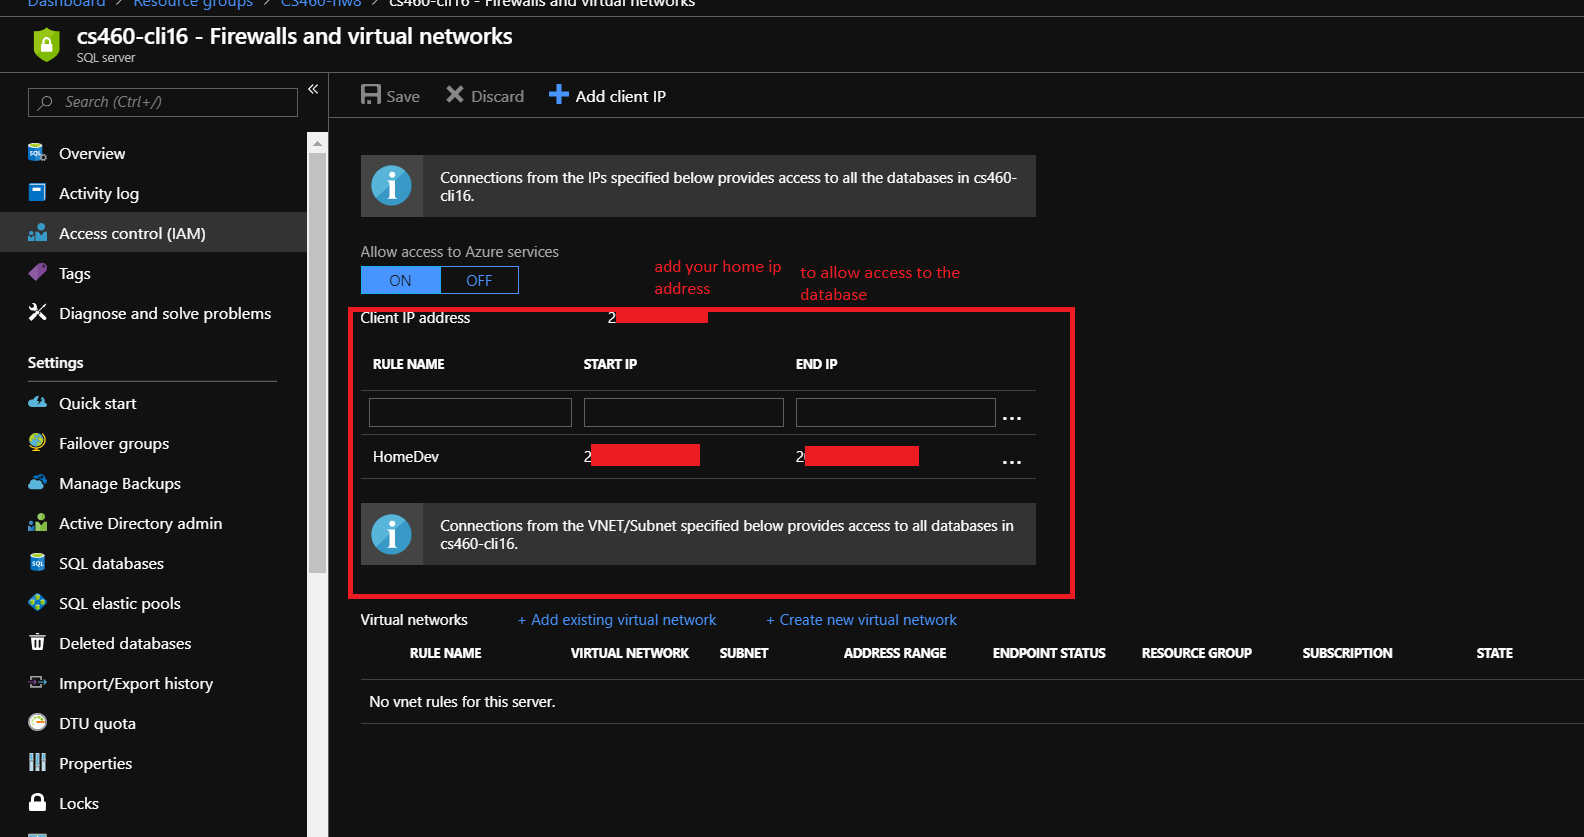 Dashboard > Resource groups > CS460-hw8 > cs460-cli16 - Firewalls and virtual networks
cs460-cli16 - Firewalls and virtual networks
SQL server
Search (Ctrl+/)
«
Overview
Activity log
Access control (IAM)
Tags
Diagnose and solve problems
Settings
Quick start
Failover groups
Manage Backups
Active Directory admin
SQL databases
SQL elastic pools
Deleted databases
Import/Export history
DTU quota
Properties
Locks
Save Discard Add client IP
Connections from the IPs specified below provides access to all the databases in cs460-
cli16.
Allow access to Azure services
ON OFF
add your home ip
address
to allow access to the
database
Client IP address 2
RULE NAME START IP END IP
...
HomeDev 2 2 ...
Connections from the VNET/Subnet specified below provides access to all databases in
cs460-cli16.
Virtual networks + Add existing virtual network + Create new virtual network
RULE NAME VIRTUAL NETWORK SUBNET ADDRESS RANGE ENDPOINT STATUS RESOURCE GROUP SUBSCRIPTION STATE
No vnet rules for this server.